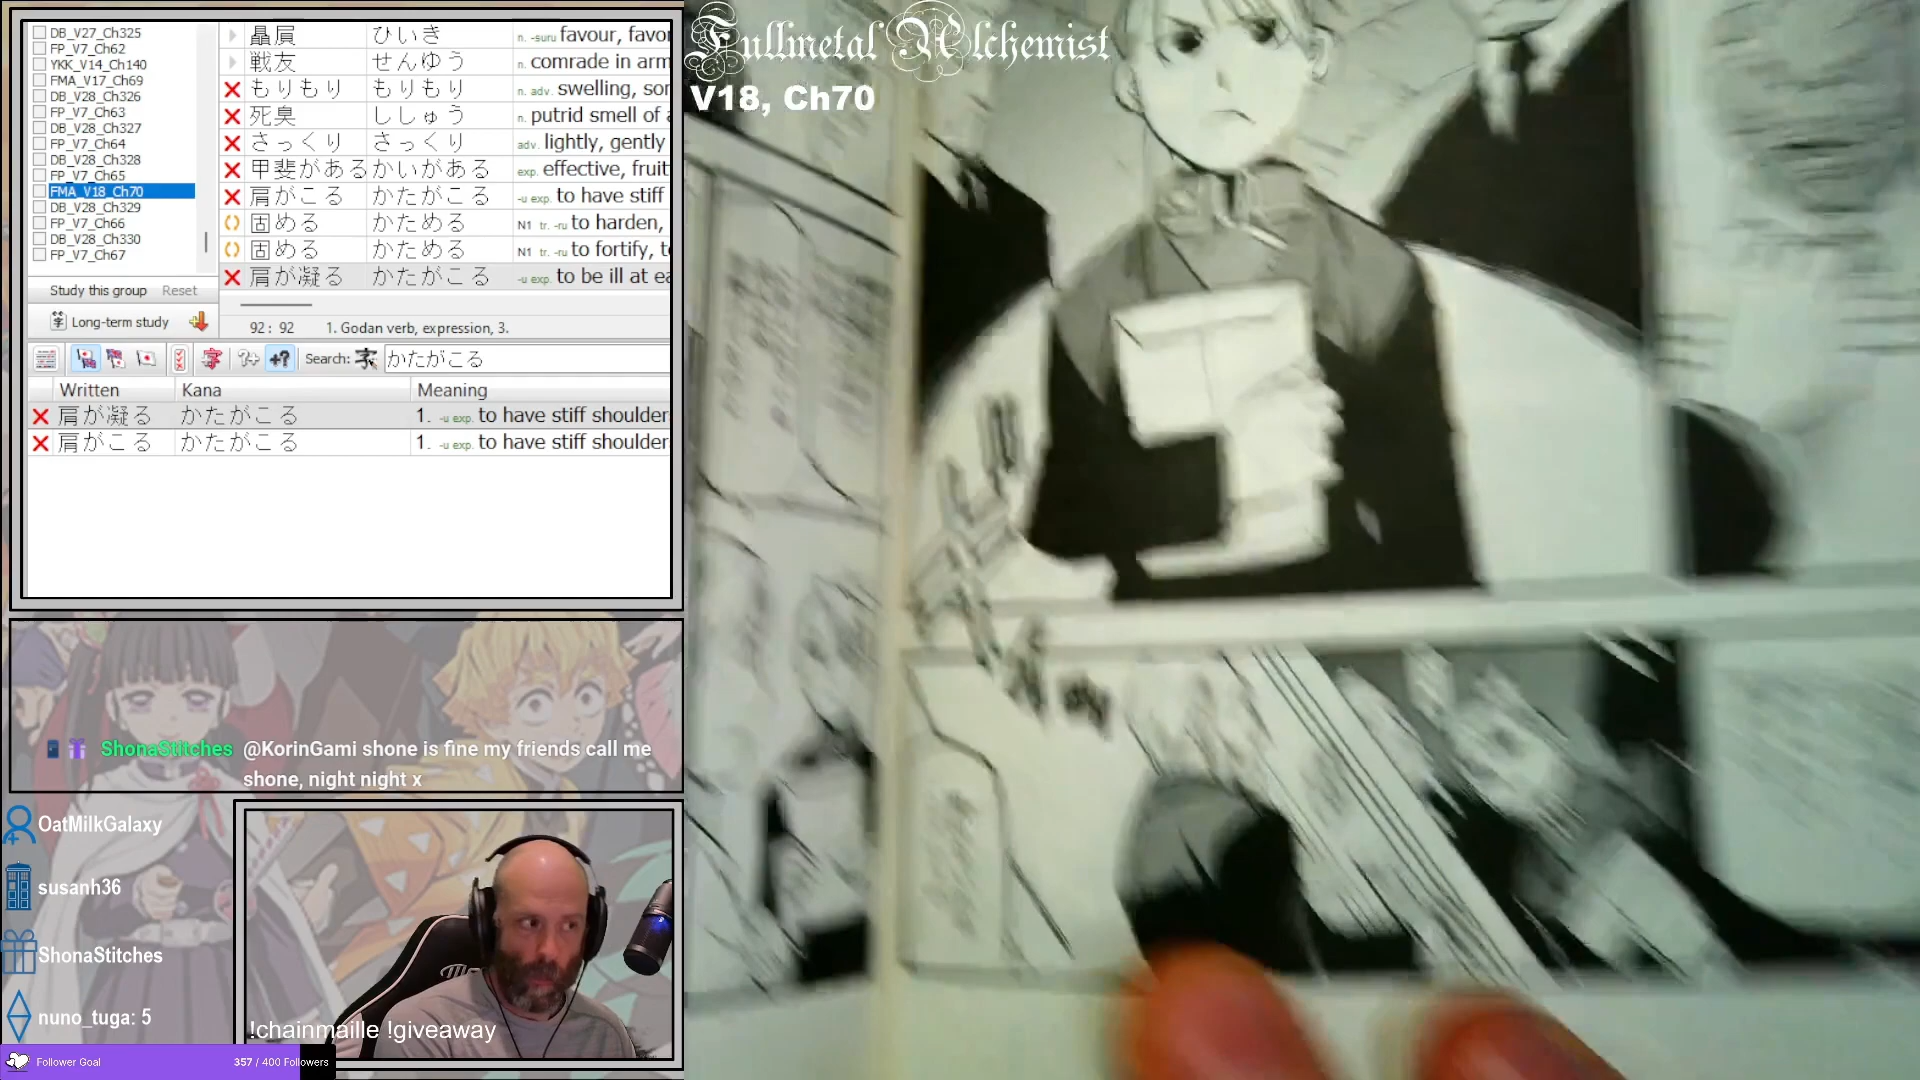 DB_V27_Ch325
FP_V7_Ch62
YKK_V14_Ch140
FMA_V17_Ch69
DB_V28_Ch326
FP_V7_Ch63
DB_V28_Ch327
FP_V7_Ch64
DB_V28_Ch328
FP_V7_Ch65
FMA_V18_Ch70
DB_V28_Ch329
FP_V7_Ch66
DB_V28_Ch330
FP_V7_Ch67
Study this group Reset
Long-term study
贔屓 ひいき n. -suru favour, favo
戦友 せんゆう n. comrade in arm
もりもり もりもり n. adv. swelling,
死臭 ししゅう n. putrid smell of
さっくり さっくり adv. lightly, gently
甲斐がある かいがある exp. effective, fruit
肩がこる かたがこる -u exp. to have stiff
固める かためる N1 tr. -ru to harden,
固める かためる N1 tr. -ru to fortify,
肩が凝る かたがこる -u exp. to be ill at ea
92: 92 1. Godan verb, expression, 3.
Search: かたがこる
Written Kana Meaning
肩が凝る かたがこる 1. -u exp. to have stiff shoulder
肩がこる かたがこる 1. -u exp. to have stiff shoulder
Fullmetal Alchemist
V18, Ch70
ShonaStitches @KorinGami shone is fine my friends call me
shone, night night x
OatMilkGalaxy
susanh36
ShonaStitches
nuno_tuga: 5
!chainmaille !giveaway
Follower Goal 357 / 400 Followers